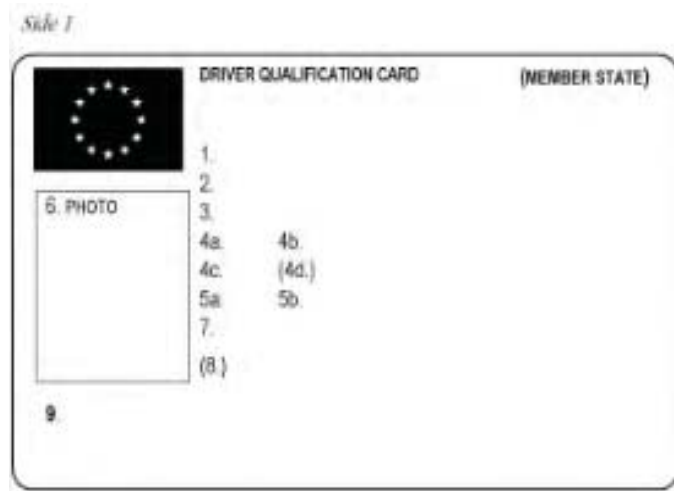 Side 1
DRIVER QUALIFICATION CARD (MEMBER STATE)
1.
2.
6. PHOTO
3.
4a. 4b.
4c. (4d.)
5a. 5b.
7.
(8.)
9.